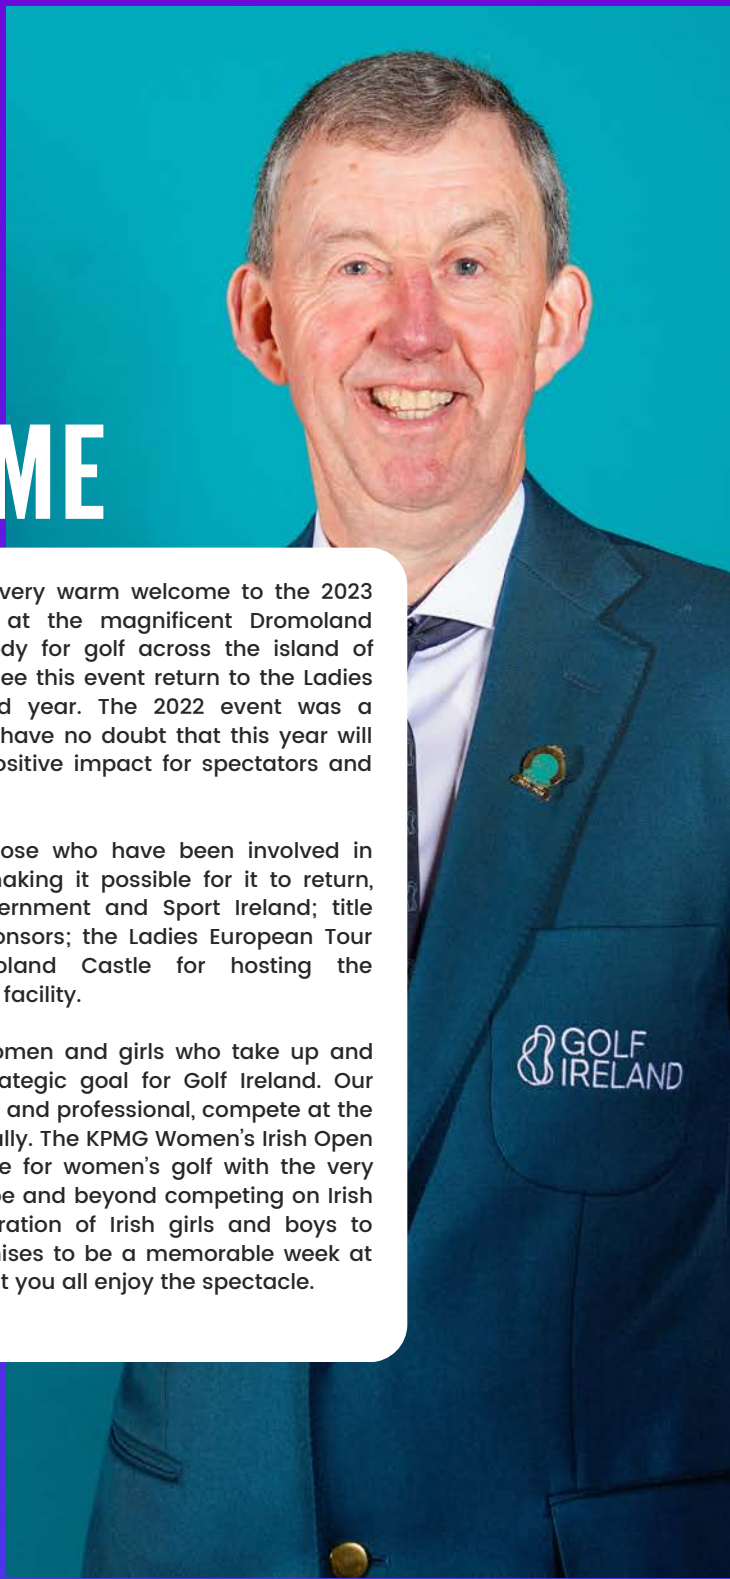 ME
very warm welcome to the 2023
at the magnificent Dromoland
dy for golf across the island of
ee this event return to the Ladies
d year. The 2022 event was a
have no doubt that this year will
ositive impact for spectators and
ose who have been involved in
naking it possible for it to return,
ernment and Sport Ireland; title
onsors; the Ladies European Tour
oland Castle for hosting the
facility.
omen and girls who take up and
ategic goal for Golf Ireland. Our
and professional, compete at the
ally. The KPMG Women's Irish Open
e for women's golf with the very
pe and beyond competing on Irish
ration of Irish girls and boys to
ises to be a memorable week at
t you all enjoy the spectacle.
GOLF
IRELAND